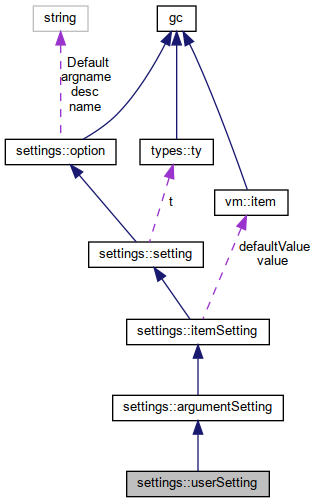 string
gc
Default
argname
desc
name
settings::option
types::ty
t
vm::item
settings::setting
defaultValue
value
settings::itemSetting
settings::argumentSetting
settings::userSetting